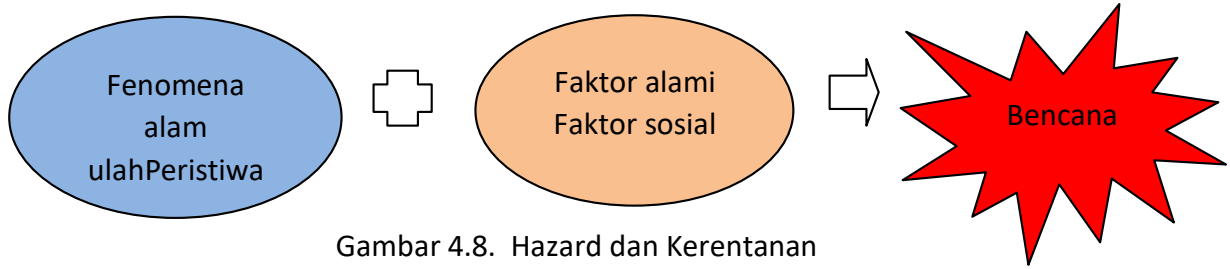 Fenomena
alam
ulahPeristiwa
Faktor alami
Faktor sosial
Bencana
Gambar 4.8. Hazard dan Kerentanan